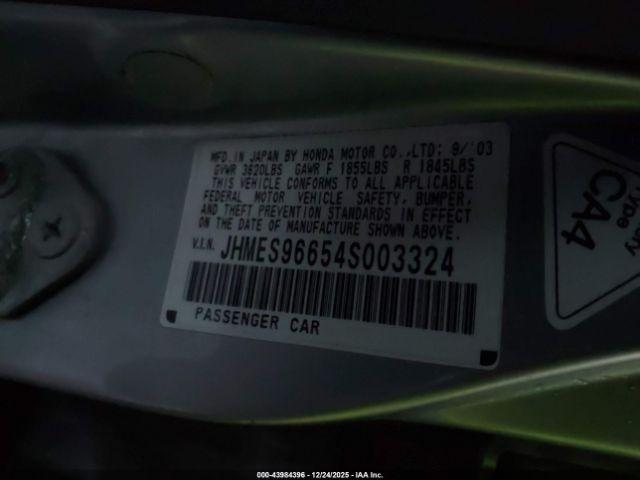 MFD. IN JAPAN BY HONDA MOTOR CO.,LTD: 9/'03
GVWR 3620LBS GAWR F 1855LBS R 1845LBS
THIS VEHICLE CONFORMS TO ALL APPLICABLE
FEDERAL MOTOR VEHICLE SAFETY, BUMPER,
AND THEFT PREVENTION STANDARDS IN EFFECT
ON THE DATE OF MANUFACTURE SHOWN ABOVE.
V.I.N. JHMES96654S003324
PASSENGER CAR
CA4
000-43984396 - 12/24/2025 - IAA Inc.